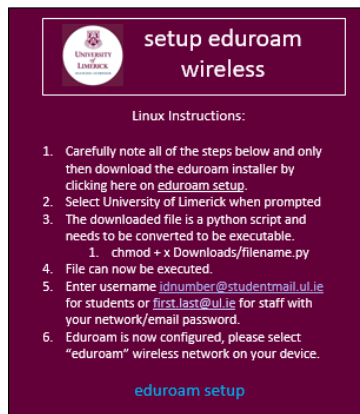 UNIVERSITY
OF
LIMERICK
setup eduroam
wireless
Linux Instructions:
1. Carefully note all of the steps below and only
then download the eduroam installer by
clicking here on eduroam setup.
2. Select University of Limerick when prompted
3. The downloaded file is a python script and
needs to be converted to be executable.
1. chmod + x Downloads/filename.py
4. File can now be executed.
5. Enter username idnumber@studentmail.ul.ie
for students or first.last@ul.ie for staff with
your network/email password.
6. Eduroam is now configured, please select
“eduroam” wireless network on your device.
eduroam setup